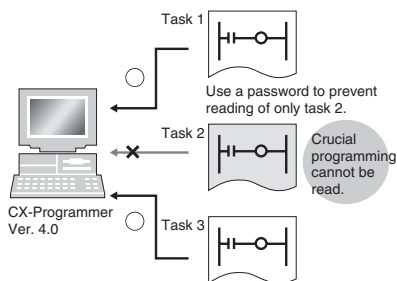 Task 1
Use a password to prevent
reading of only task 2.
Task 2
Crucial
programming
cannot be
read.
CX-Programmer
Ver. 4.0
Task 3